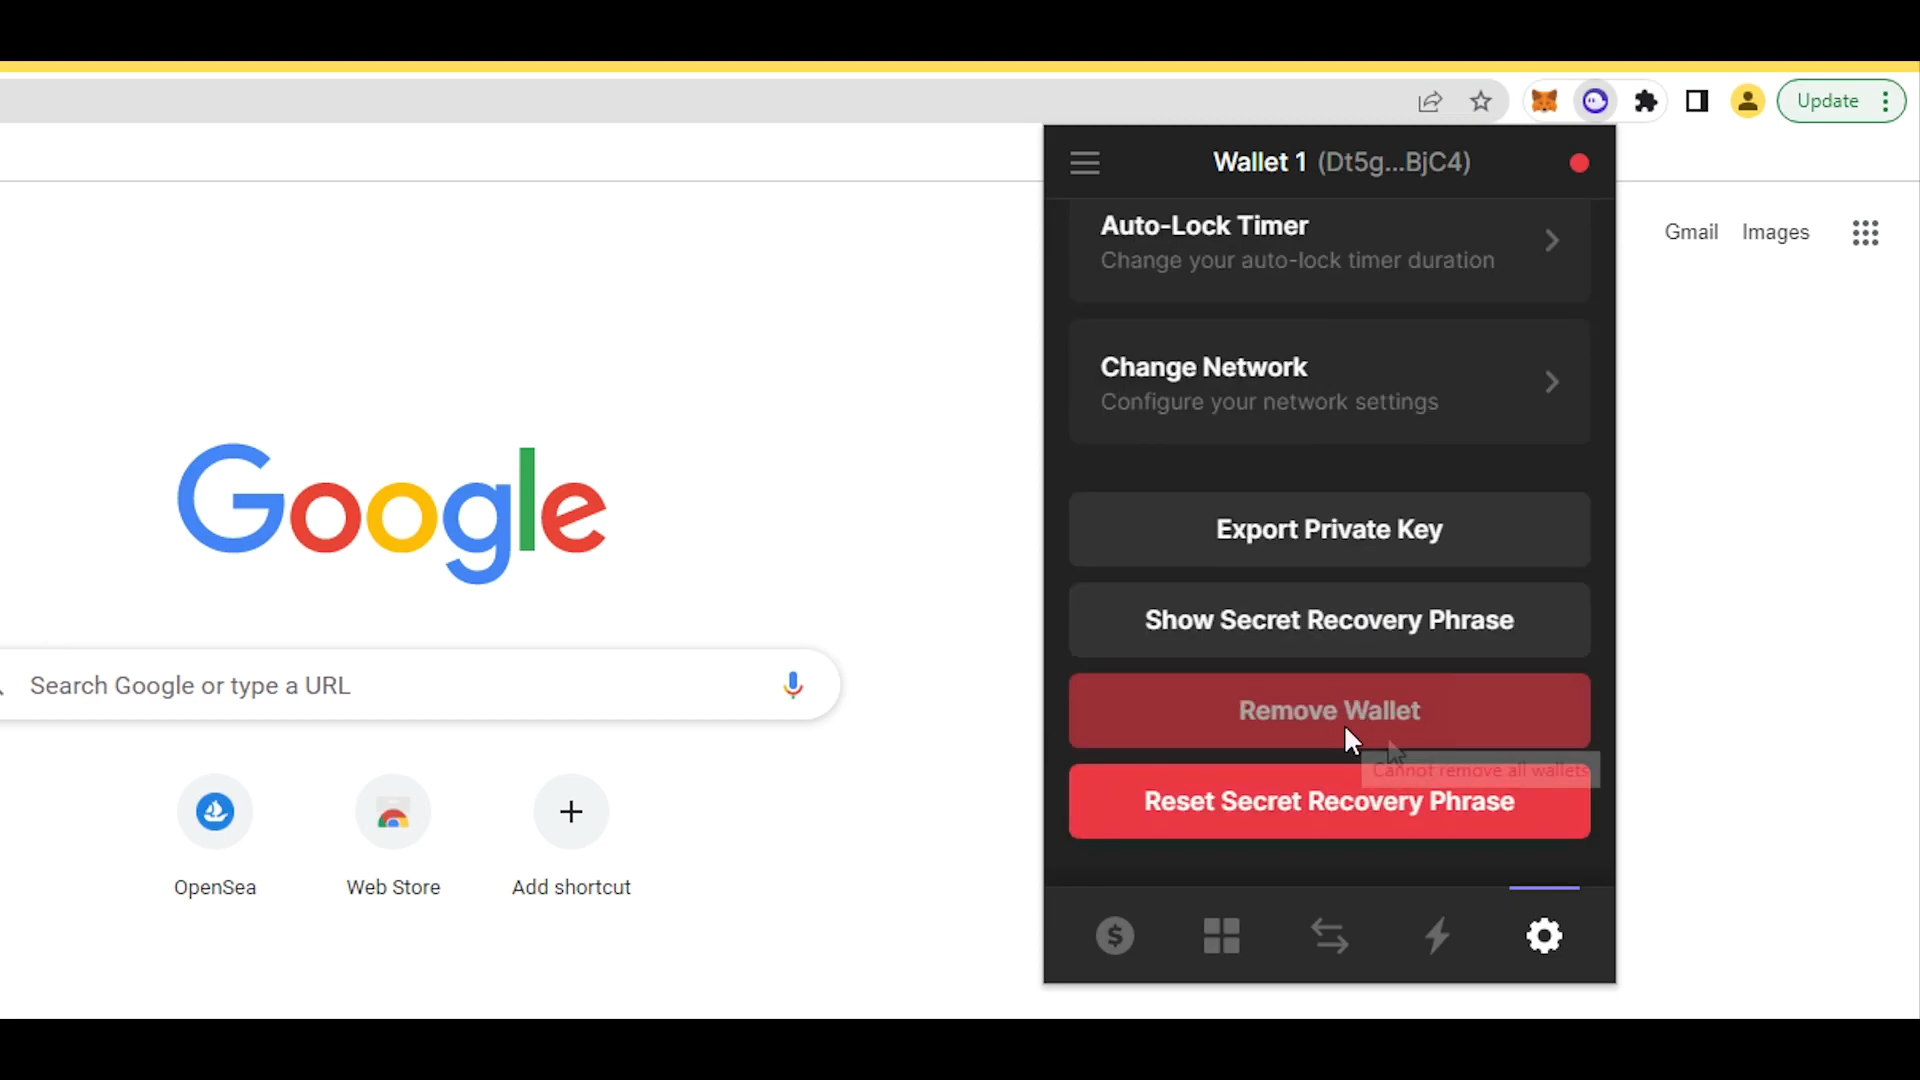 Update
Wallet 1 (Dt5g...BjC4)
Gmail Images
Auto-Lock Timer
Change your auto-lock timer duration
Change Network
Configure your network settings
Google
Export Private Key
Show Secret Recovery Phrase
Search Google or type a URL
Remove Wallet
Cannot remove all wallets
Reset Secret Recovery Phrase
OpenSea
Web Store
Add shortcut